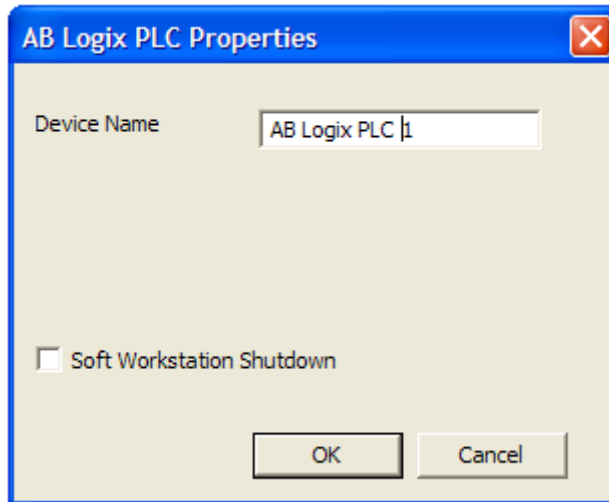 AB Logix PLC Properties
Device Name AB Logix PLC 1
Soft Workstation Shutdown
OK Cancel